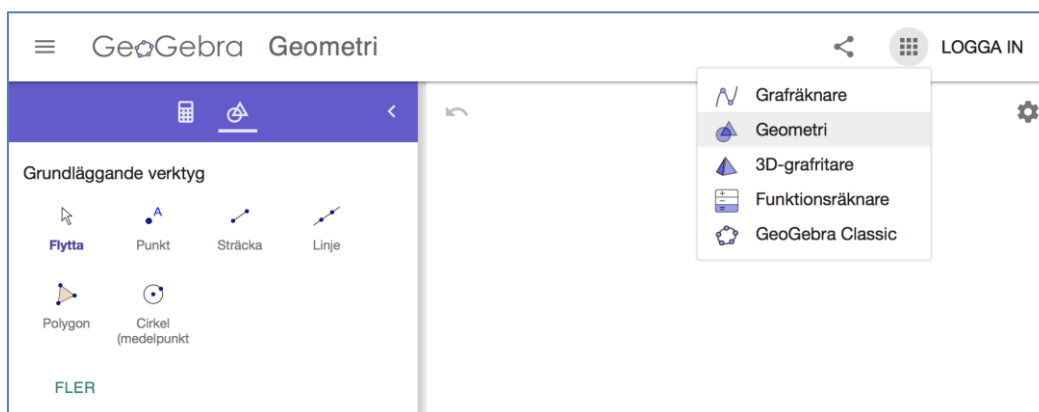 GeoGebra Geometri LOGGA IN
Grafräknare
Geometri
3D-grafritare
Funktionsräknare
GeoGebra Classic
Grundläggande verktyg
Flytta
A
Punkt
Sträcka
Linje
Polygon
Cirkel
(medelpunkt
FLER